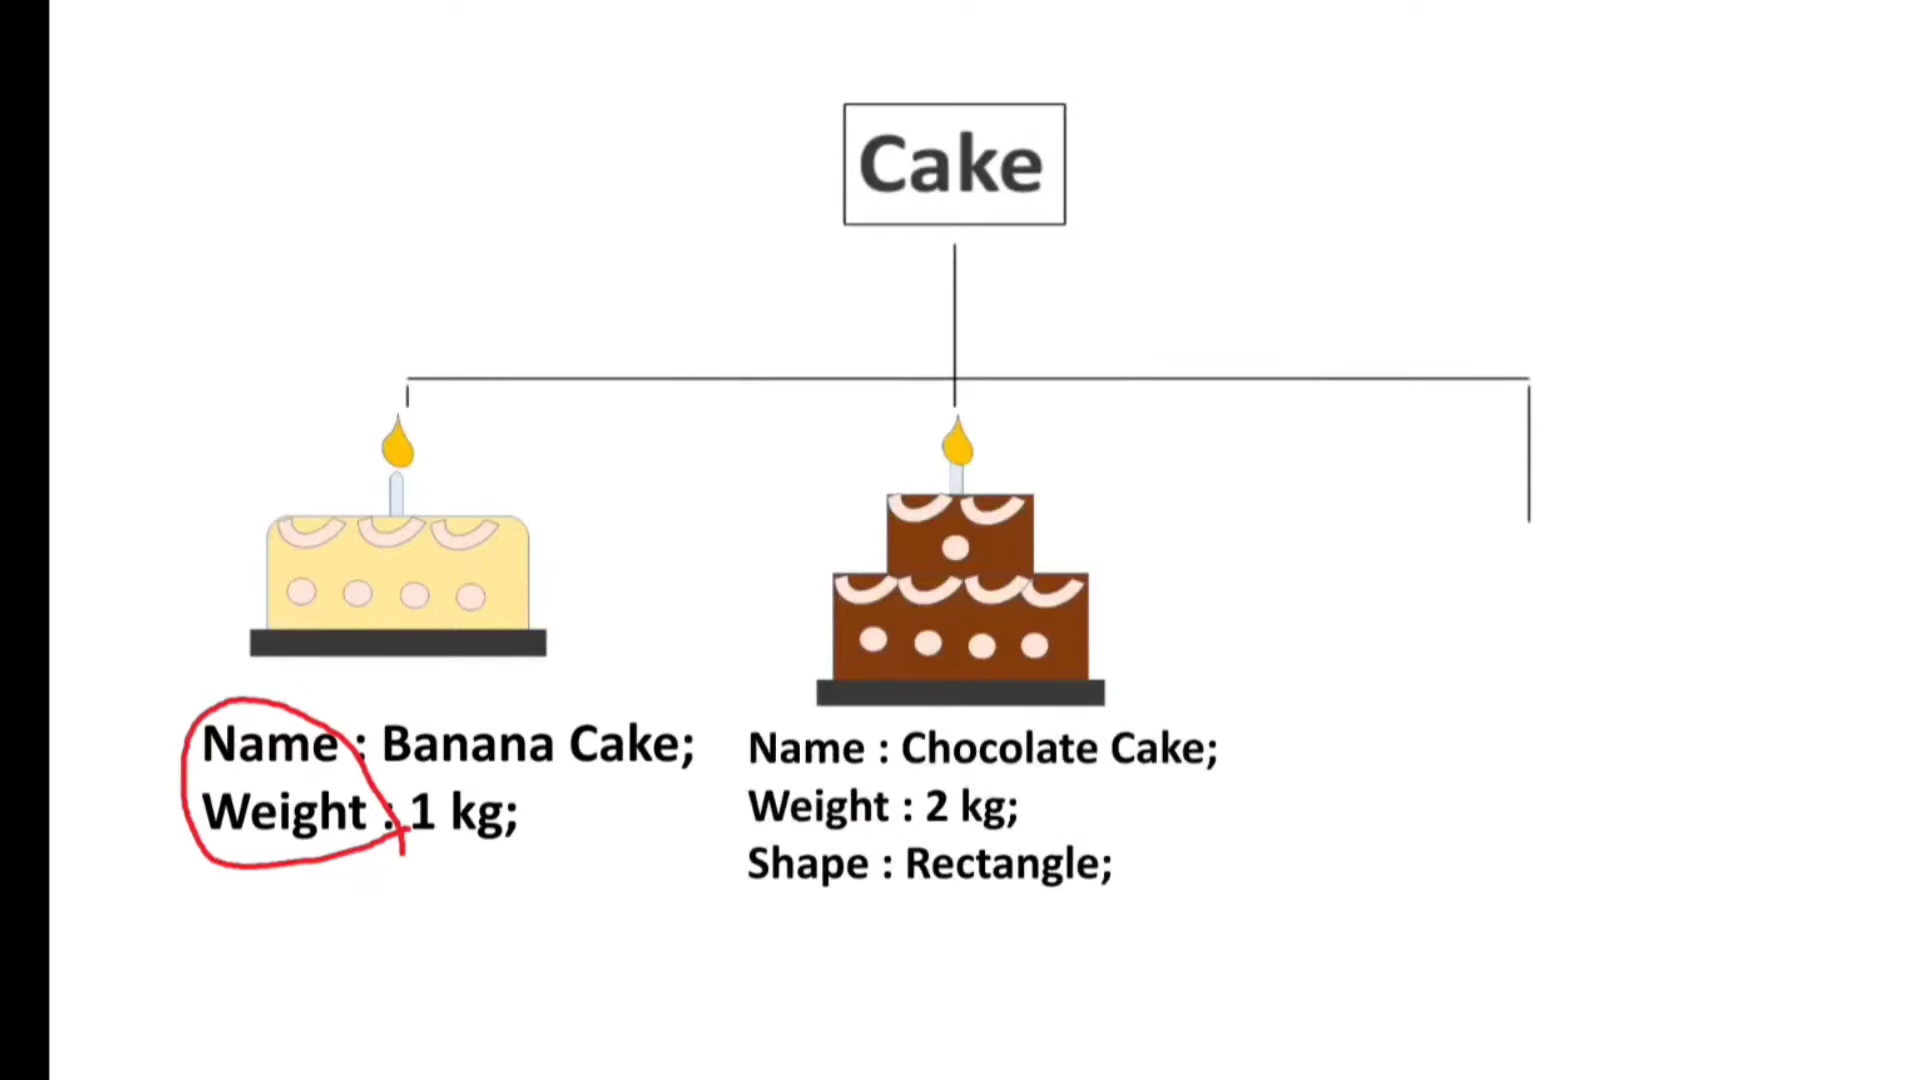 Cake
Name : Banana Cake;
Weight : 1 kg;
Name : Chocolate Cake;
Weight : 2 kg;
Shape : Rectangle;